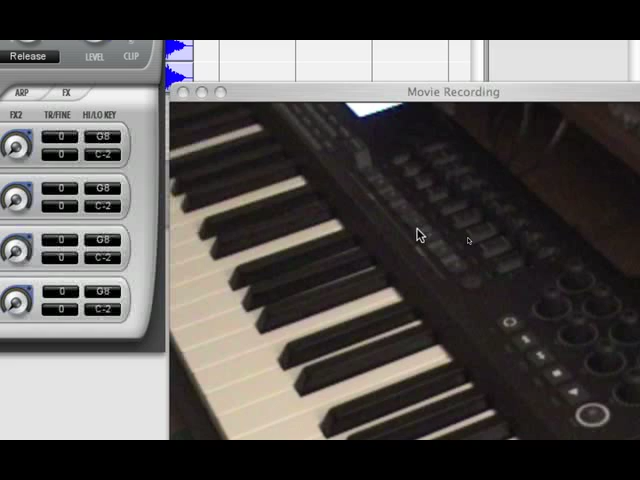 Release
LEVEL CLIP
ARP FX
Movie Recording
FX2 TR/FINE HI/LO KEY
0 G8
0 C-2
0 G8
0 C-2
0 G8
0 C-2
0 G8
0 C-2